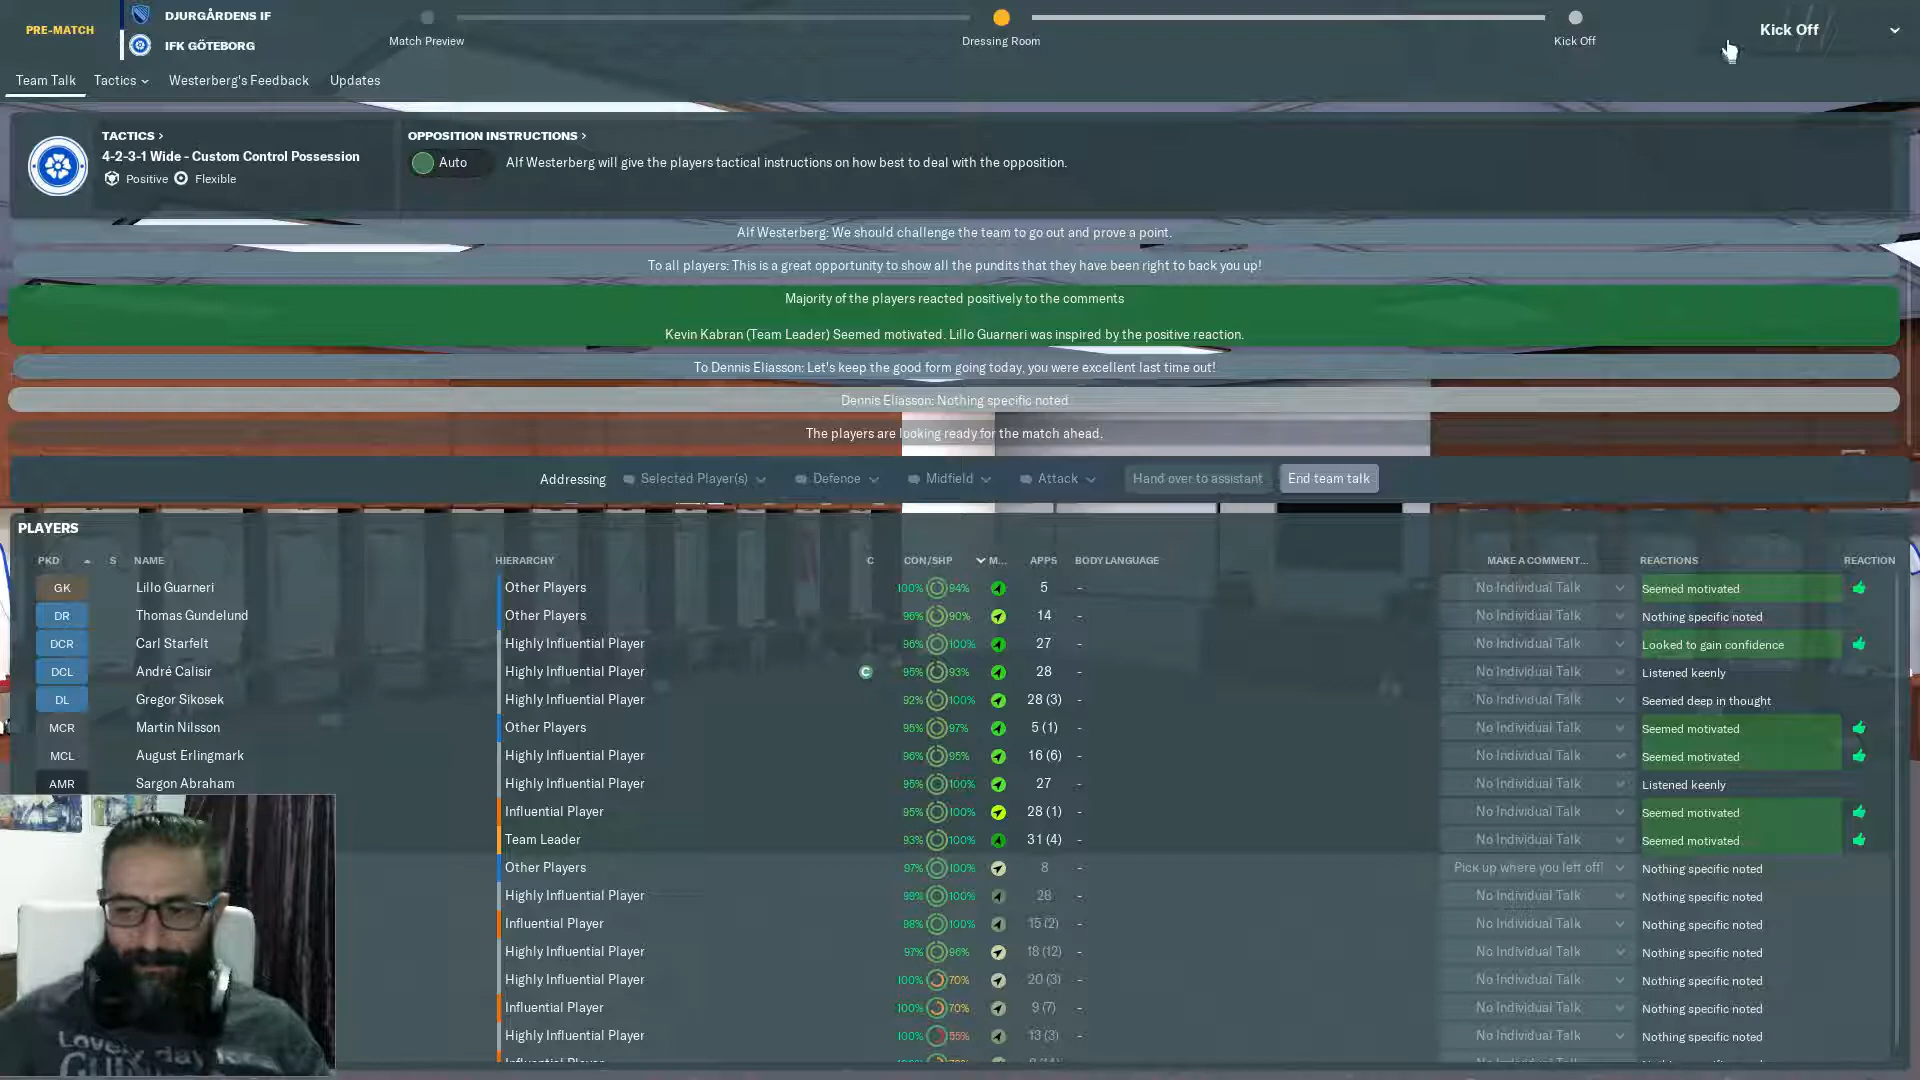 PRE-MATCH
DJURGÅRDENS IF
IFK GÖTEBORG
Match Preview
Dressing Room
Kick Off
Kick Off
Team Talk
Tactics
Westerberg's Feedback
Updates
TACTICS >
4-2-3-1 Wide - Custom Control Possession
Positive
Flexible
OPPOSITION INSTRUCTIONS >
Auto
Alf Westerberg will give the players tactical instructions on how best to deal with the opposition.
Alf Westerberg: We should challenge the team to go out and prove a point.
To all players: This is a great opportunity to show all the pundits that they have been right to back you up!
Majority of the players reacted positively to the comments
Kevin Kabran (Team Leader) Seemed motivated. Lillo Guarneri was inspired by the positive reaction.
To Dennis Eliasson: Let's keep the good form going today, you were excellent last time out!
Dennis Eliasson: Nothing specific noted
The players are looking ready for the match ahead.
Addressing
Selected Player(s)
Defence
Midfield
Attack
Hand over to assistant
End team talk
PLAYERS
PKD S NAME HIERARCHY C CON/SHP M... APPS BODY LANGUAGE MAKE A COMMENT... REACTIONS REACTION
GK Lillo Guarneri Other Players 100% 94% 5 - No Individual Talk Seemed motivated
DR Thomas Gundelund Other Players 96% 90% 14 - No Individual Talk Nothing specific noted
DCR Carl Starfelt Highly Influential Player 96% 100% 27 - No Individual Talk Looked to gain confidence
DCL André Calisir Highly Influential Player C 95% 93% 28 - No Individual Talk Listened keenly
DL Gregor Sikosek Highly Influential Player 92% 100% 28 (3) - No Individual Talk Seemed deep in thought
MCR Martin Nilsson Other Players 95% 97% 5 (1) - No Individual Talk Seemed motivated
MCL August Erlingmark Highly Influential Player 96% 95% 16 (6) - No Individual Talk Seemed motivated
AMR Sargon Abraham Highly Influential Player 95% 100% 27 - No Individual Talk Listened keenly
Influential Player 95% 100% 28 (1) - No Individual Talk Seemed motivated
Team Leader 93% 100% 31 (4) - No Individual Talk Seemed motivated
Other Players 97% 100% 8 - Pick up where you left off! Nothing specific noted
Highly Influential Player 99% 100% 28 - No Individual Talk Nothing specific noted
Influential Player 98% 100% 15 (2) - No Individual Talk Nothing specific noted
Highly Influential Player 97% 96% 18 (12) - No Individual Talk Nothing specific noted
Highly Influential Player 100% 70% 20 (3) - No Individual Talk Nothing specific noted
Influential Player 100% 70% 9 (7) - No Individual Talk Nothing specific noted
Highly Influential Player 100% 55% 13 (3) - No Individual Talk Nothing specific noted
Lovely day